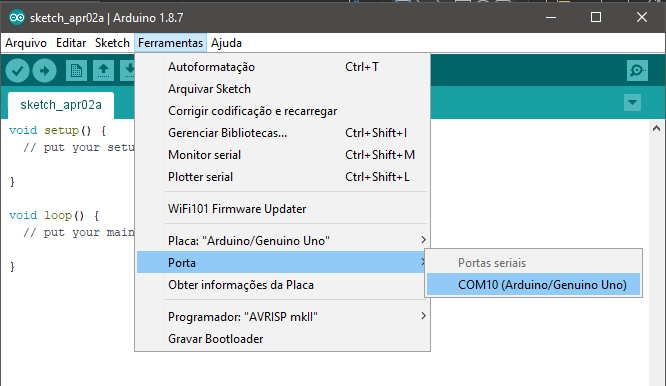 sketch_apr02a | Arduino 1.8.7
Arquivo Editar Sketch Ferramentas Ajuda
sketch_apr02a
void setup() {
// put your setu
}
void loop() {
// put your main
}
Autoformatação Ctrl+T
Arquivar Sketch
Corrigir codificação e recarregar
Gerenciar Bibliotecas... Ctrl+Shift+I
Monitor serial Ctrl+Shift+M
Plotter serial Ctrl+Shift+L
WiFi101 Firmware Updater
Placa: "Arduino/Genuino Uno"
Porta
Obter informações da Placa
Programador: "AVRISP mkII"
Gravar Bootloader
Portas seriais
COM10 (Arduino/Genuino Uno)